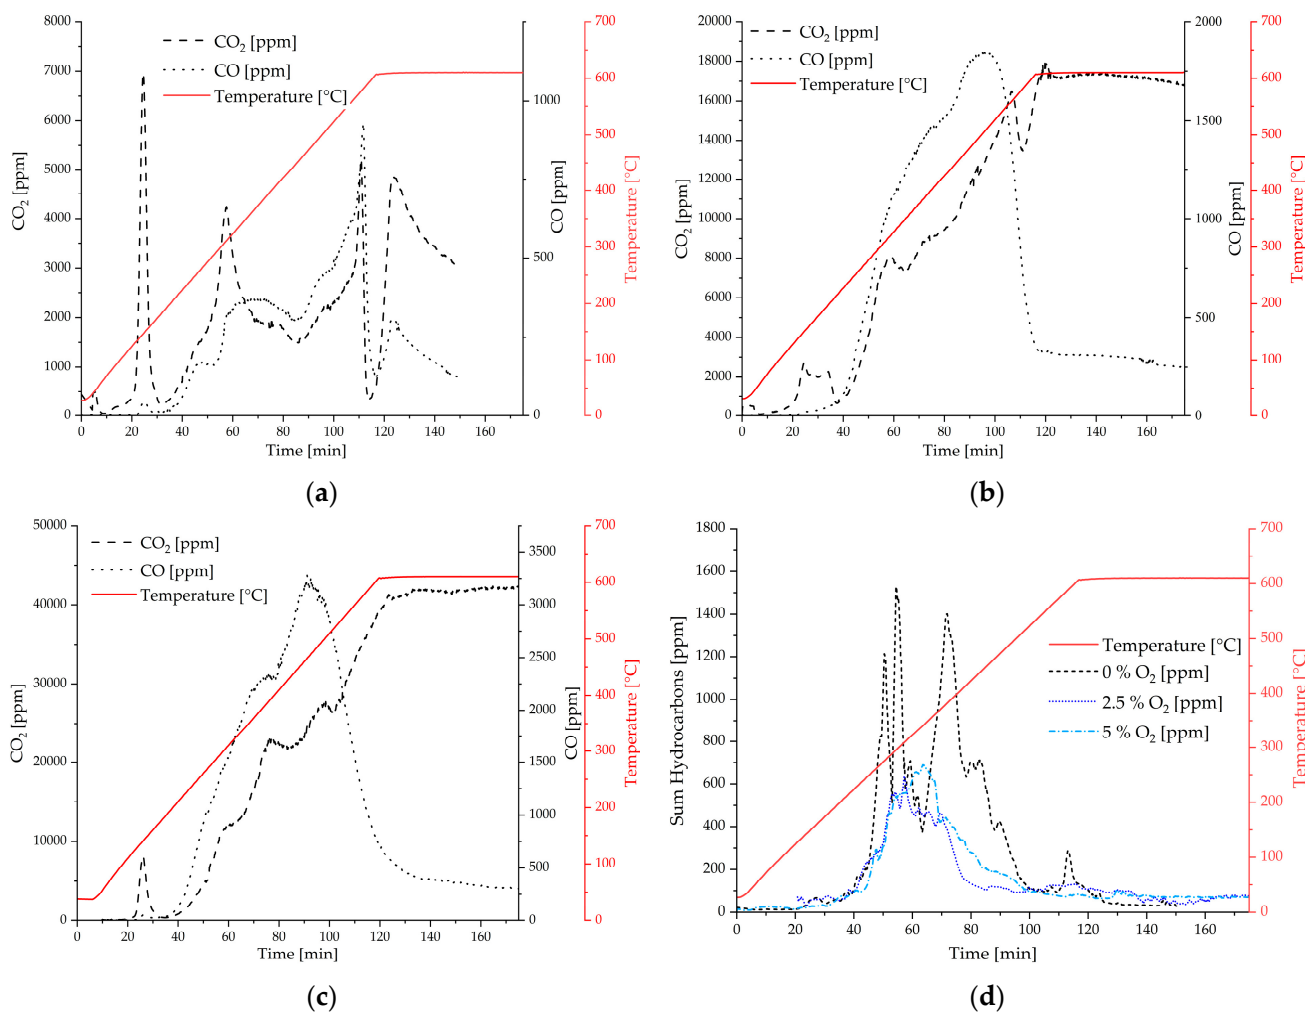 8000
7000
6000
5000
4000
3000
2000
1000
0
CO2 [ppm]
CO2 [ppm]
CO [ppm]
Temperature [°C]
1000
500
0
CO [ppm]
700
600
500
400
300
200
100
0
Temperature [°C]
0 20 40 60 80 100 120 140 160
Time [min]
(a)
20000
18000
16000
14000
12000
10000
8000
6000
4000
2000
0
CO2 [ppm]
CO2 [ppm]
CO [ppm]
Temperature [°C]
2000
1500
1000
500
0
CO [ppm]
700
600
500
400
300
200
100
0
Temperature [°C]
0 20 40 60 80 100 120 140 160
Time [min]
(b)
50000
40000
30000
20000
10000
0
CO2 [ppm]
CO2 [ppm]
CO [ppm]
Temperature [°C]
3500
3000
2500
2000
1500
1000
500
0
CO [ppm]
700
600
500
400
300
200
100
0
Temperature [°C]
0 20 40 60 80 100 120 140 160
Time [min]
(c)
1800
1600
1400
1200
1000
800
600
400
200
0
Sum Hydrocarbons [ppm]
Temperature [°C]
0 % O2 [ppm]
2.5 % O2 [ppm]
5 % O2 [ppm]
700
600
500
400
300
200
100
0
Temperature [°C]
0 20 40 60 80 100 120 140 160
Time [min]
(d)